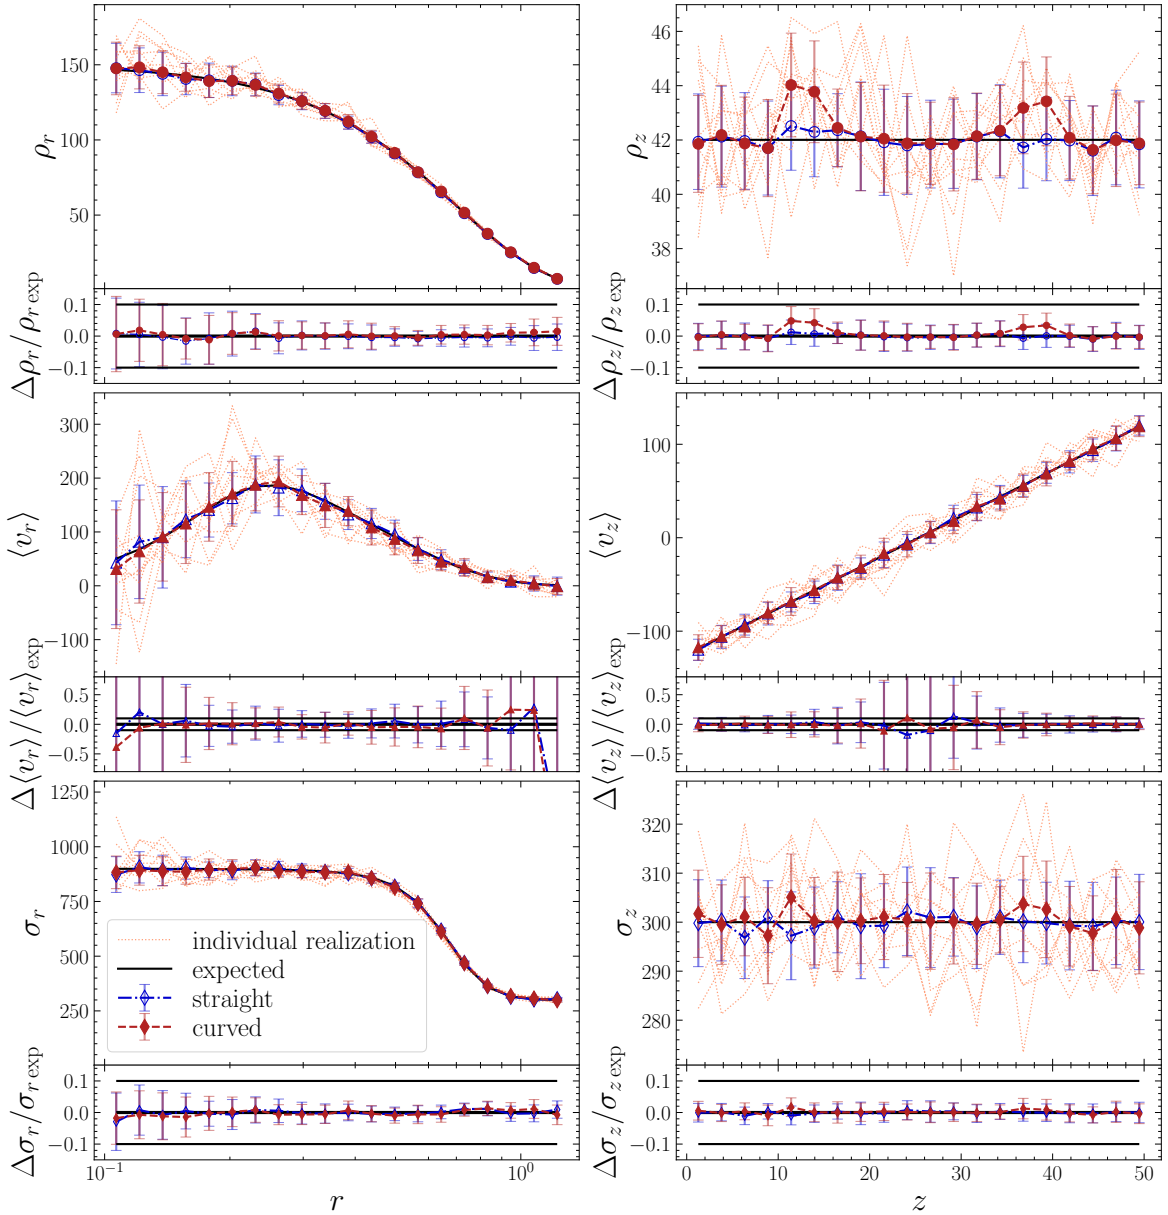 150
100
50
ρ_r
0.1
0.0
−0.1
Δρ_r/ρ_r exp
300
200
100
0
−100
⟨v_r⟩
0.5
0.0
−0.5
Δ⟨v_r⟩/⟨v_r⟩exp
1250
1000
750
500
250
σ_r
individual realization
expected
straight
curved
0.1
0.0
−0.1
Δσ_r/σ_r exp
10⁻¹
10⁰
r
46
44
42
40
38
ρ_z
0.1
0.0
−0.1
Δρ_z/ρ_z exp
100
0
−100
⟨v_z⟩
0.5
0.0
−0.5
Δ⟨v_z⟩/⟨v_z⟩exp
320
310
300
290
280
σ_z
0.1
0.0
−0.1
Δσ_z/σ_z exp
0
10
20
30
40
50
z